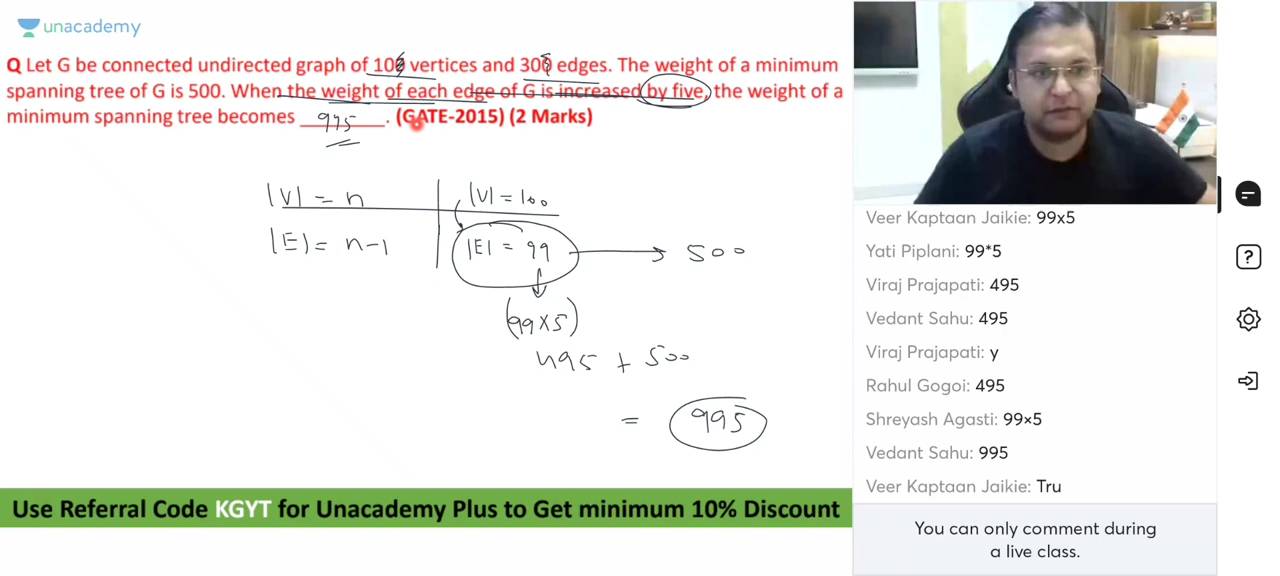 unacademy
Q Let G be connected undirected graph of 100 vertices and 300 edges. The weight of a minimum
spanning tree of G is 500. When the weight of each edge of G is increased by five, the weight of a
minimum spanning tree becomes 995. (GATE-2015) (2 Marks)
|V| = n
|V| = 100
|E| = n-1
|E| = 99
500
(99×5)
495 + 500
= 995
Use Referral Code KGYT for Unacademy Plus to Get minimum 10% Discount
Veer Kaptaan Jaikie: 99x5
Yati Piplani: 99*5
Viraj Prajapati: 495
Vedant Sahu: 495
Viraj Prajapati: y
Rahul Gogoi: 495
Shreyash Agasti: 99×5
Vedant Sahu: 995
Veer Kaptaan Jaikie: Tru
You can only comment during
a live class.
?